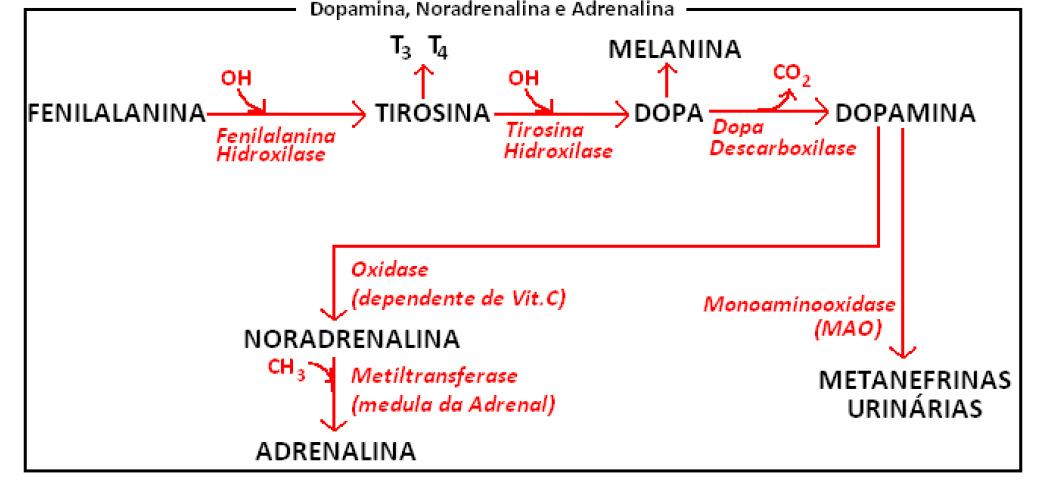 Dopamina, Noradrenalina e Adrenalina
T3 T4
MELANINA
OH
OH
CO2
FENILALANINA
TIROSINA
DOPA
DOPAMINA
Fenilalanina
Hidroxilase
Tirosina
Hidroxilase
Dopa
Descarboxilase
Oxidase
(dependente de Vit.C)
Monoaminooxidase
(MAO)
NORADRENALINA
CH3
Metiltransferase
(medula da Adrenal)
METANEFRINAS
URINÁRIAS
ADRENALINA